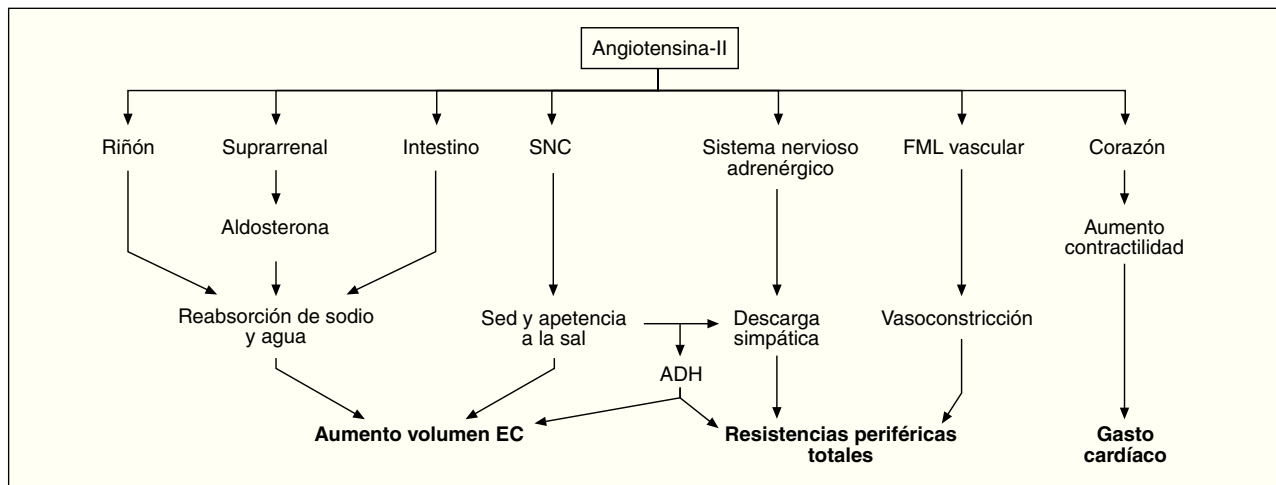 Angiotensina-II
Riñón
Suprarrenal
Intestino
SNC
Sistema nervioso
adrenérgico
FML vascular
Corazón
Aldosterona
Aumento
contractilidad
Reabsorción de sodio
y agua
Sed y apetencia
a la sal
Descarga
simpática
Vasoconstricción
ADH
Aumento volumen EC
Resistencias periféricas
totales
Gasto
cardíaco